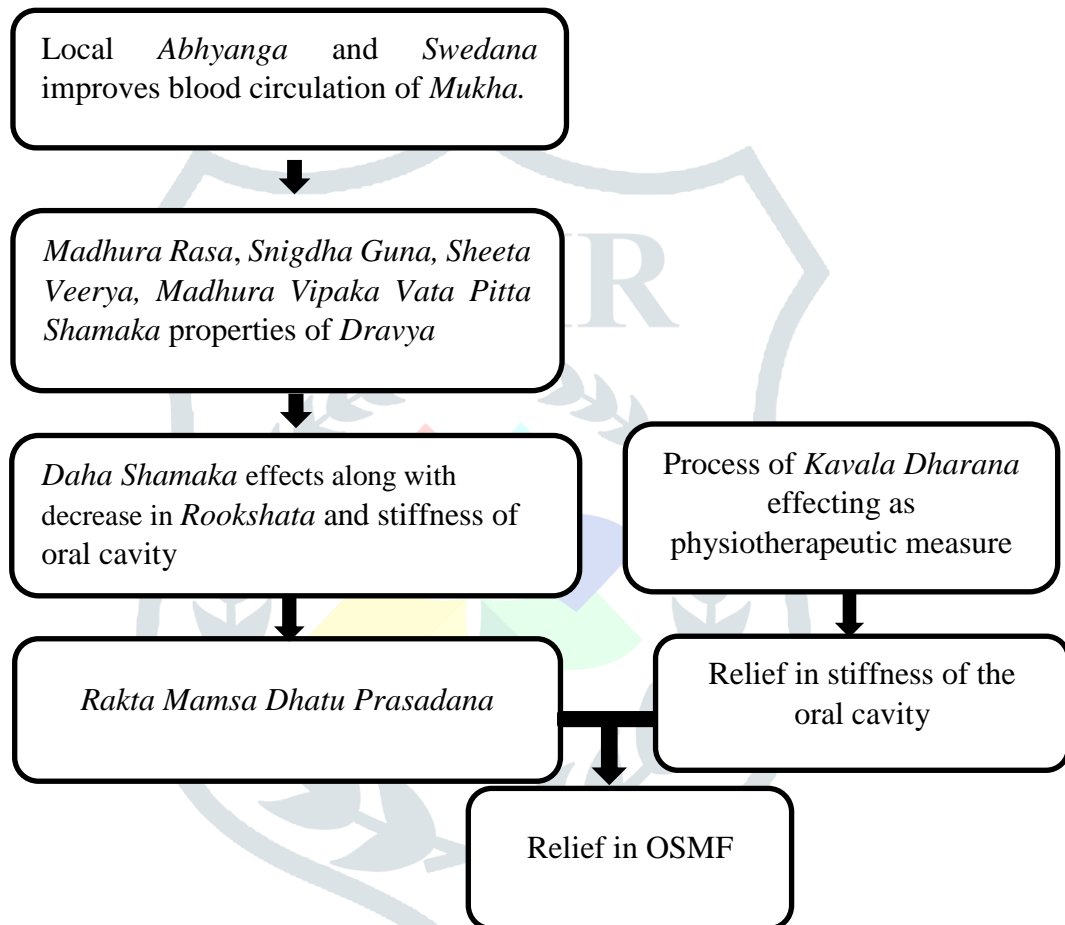 Local Abhyanga and Swedana
improves blood circulation of Mukha.
Madhura Rasa, Snigdha Guna, Sheeta
Veerya, Madhura Vipaka Vata Pitta
Shamaka properties of Dravya
Daha Shamaka effects along with
decrease in Rookshata and stiffness of
oral cavity
Process of Kavala Dharana
effecting as
physiotherapeutic measure
Rakta Mamsa Dhatu Prasadana
Relief in stiffness of the
oral cavity
Relief in OSMF